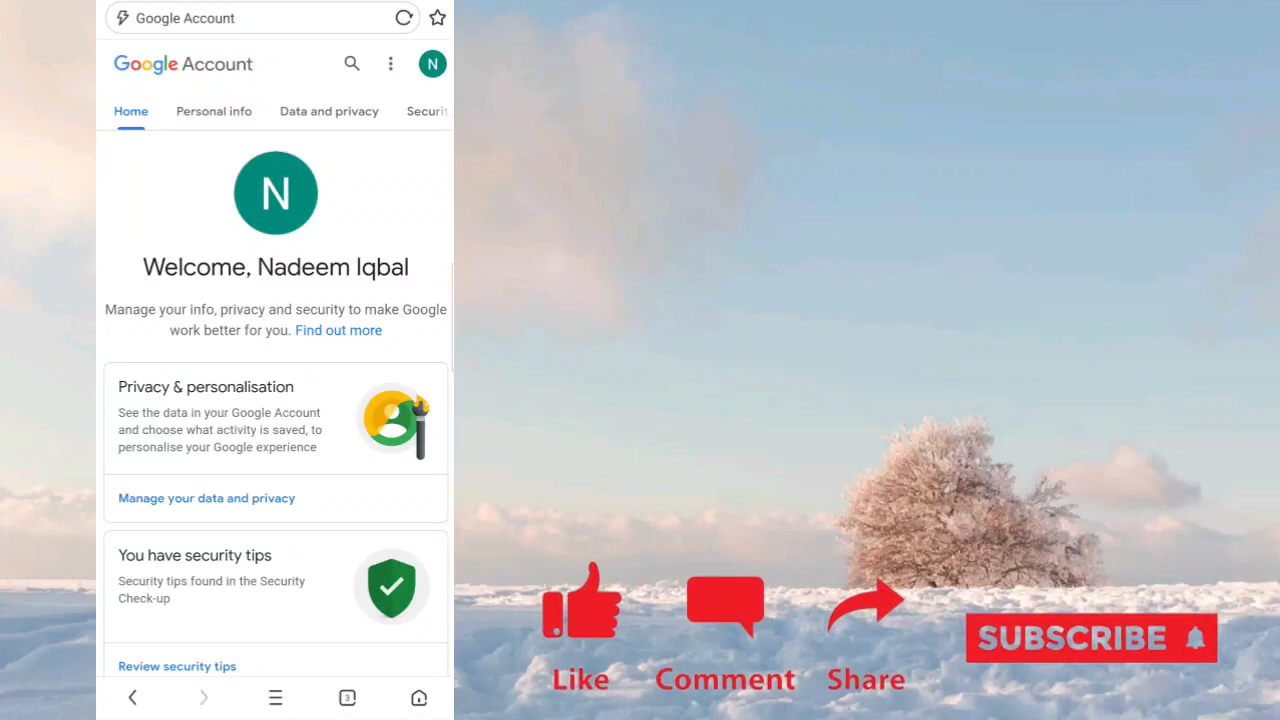 Google Account
Google Account
N
Home Personal info Data and privacy Securit
N
Welcome, Nadeem Iqbal
Manage your info, privacy and security to make Google
work better for you. Find out more
Privacy & personalisation
See the data in your Google Account
and choose what activity is saved, to
personalise your Google experience
Manage your data and privacy
You have security tips
Security tips found in the Security
Check-up
Review security tips
3
Like Comment Share
SUBSCRIBE